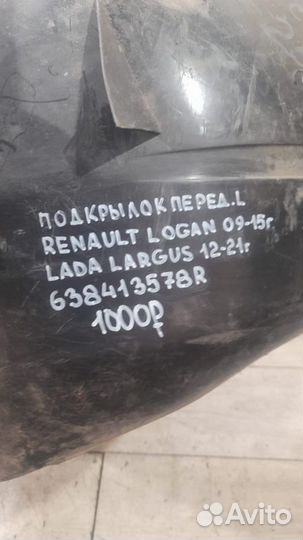 ПОДКРЫЛОК ПЕРЕД. L
RENAULT LOGAN 09-15г
LADA LARGUS 12-21г
638413578R
1000₽
Avito